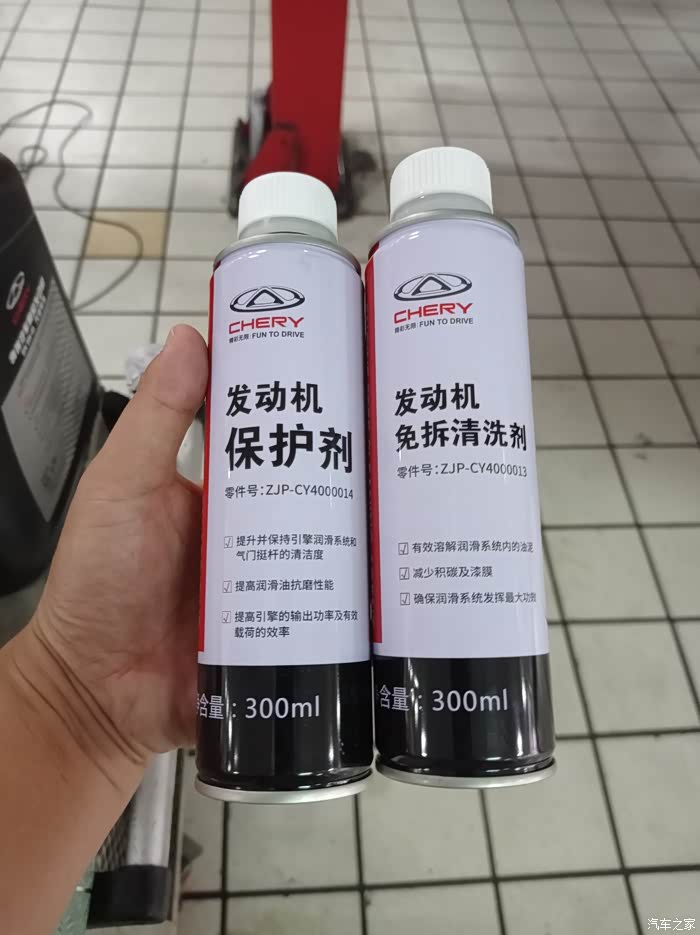 CHERY
精彩无限 FUN TO DRIVE
发动机
保护剂
零件号:ZJP-CY4000014
提升并保持引擎润滑系统和
气门挺杆的清洁度
提高润滑油抗磨性能
提高引擎的输出功率及有效
载荷的效率
含量:300ml
CHERY
精彩无限 FUN TO DRIVE
发动机
免拆清洗剂
零件号:ZJP-CY4000013
有效溶解润滑系统内的油泥
减少积碳及漆膜
确保润滑系统发挥最大功效
含量:300ml
CHERY
汽车之家